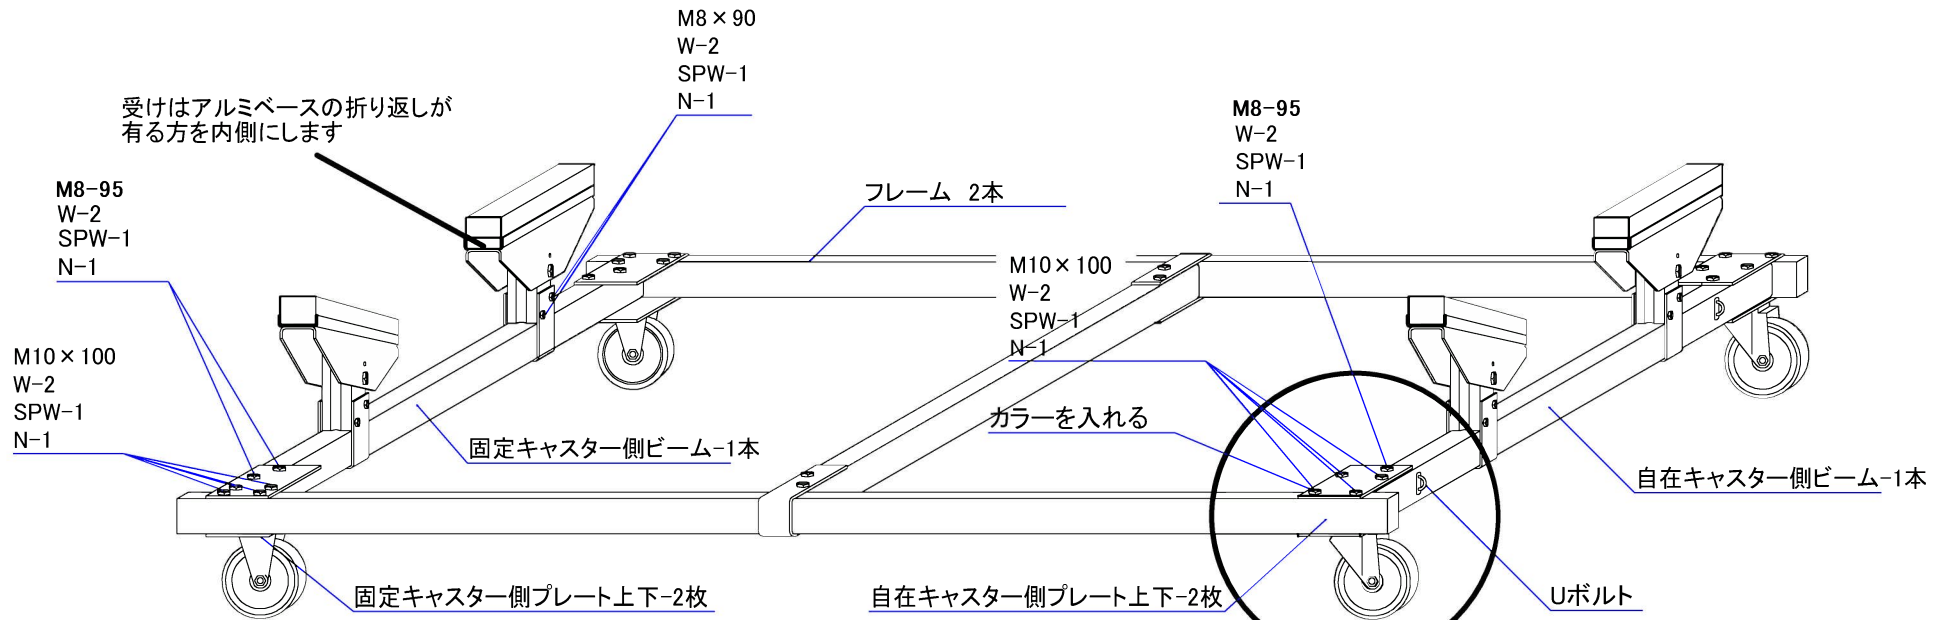 M8×90
W-2
SPW-1
N-1
受けはアルミベースの折り返しが
有る方を内側にします
M8-95
W-2
SPW-1
N-1
M8-95
W-2
SPW-1
N-1
フレーム 2本
M10×100
W-2
SPW-1
N-1
M10×100
W-2
SPW-1
N-1
カラーを入れる
固定キャスター側ビーム-1本
自在キャスター側ビーム-1本
固定キャスター側プレート上下-2枚
自在キャスター側プレート上下-2枚
Uボルト